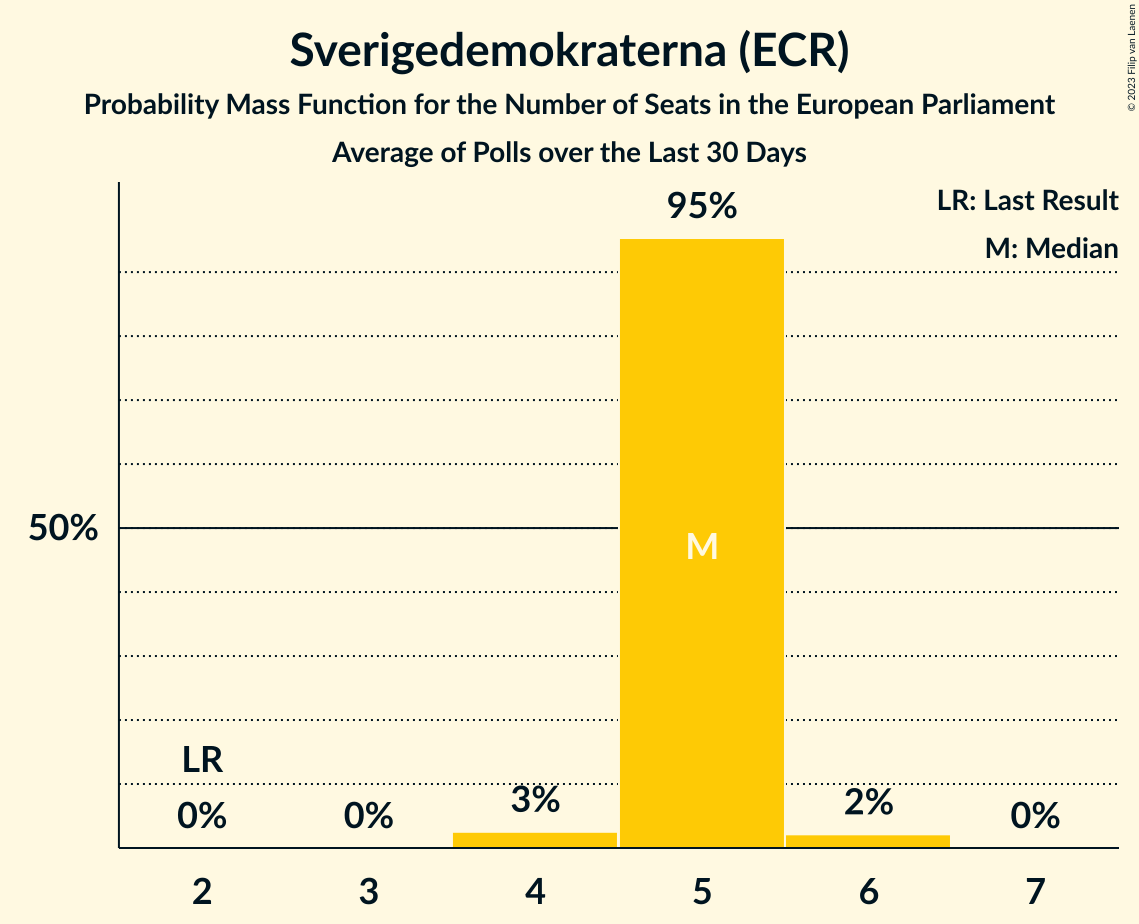 Sverigedemokraterna (ECR)
Probability Mass Function for the Number of Seats in the European Parliament
Average of Polls over the Last 30 Days
© 2023 Filip van Laenen
LR: Last Result
M: Median
95%
50%
M
LR
0%
0%
3%
2%
0%
2
3
4
5
6
7